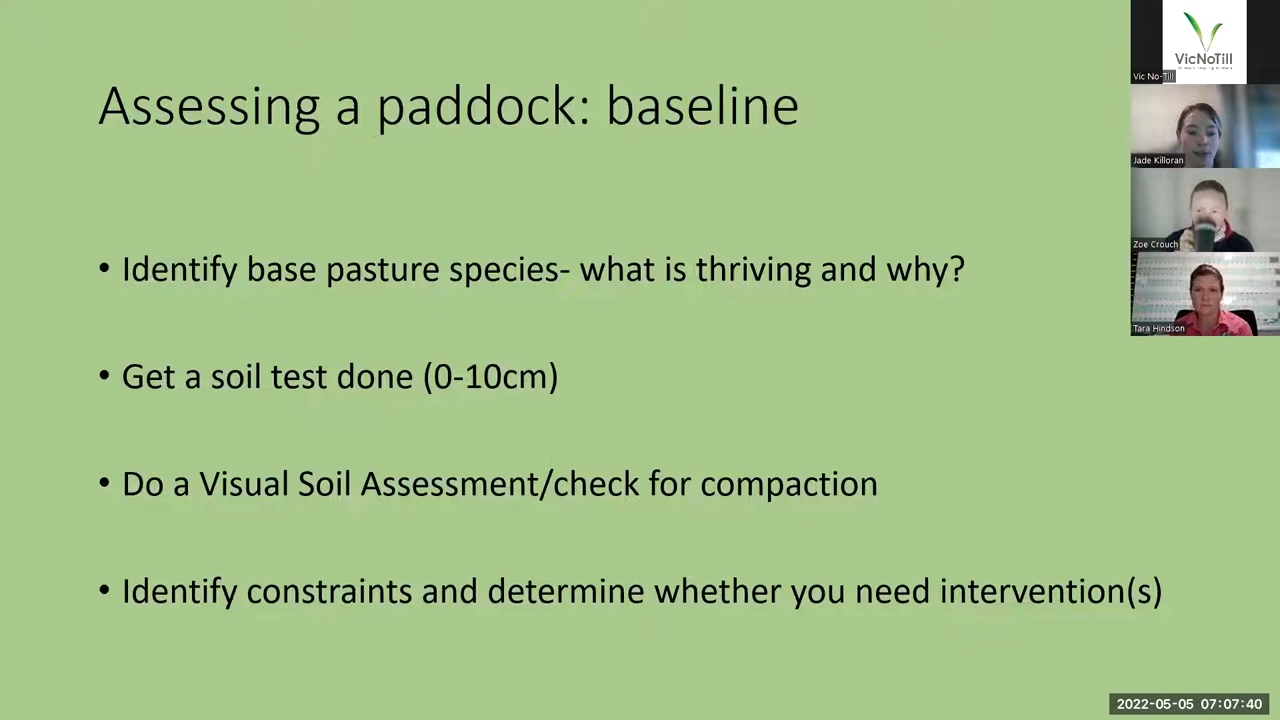 Assessing a paddock: baseline
• Identify base pasture species- what is thriving and why?
• Get a soil test done (0-10cm)
• Do a Visual Soil Assessment/check for compaction
• Identify constraints and determine whether you need intervention(s)
VicNoTill
Vic No-Till
Jade Killoran
Zoe Crouch
Tara Hindson
2022-05-05 07:07:40